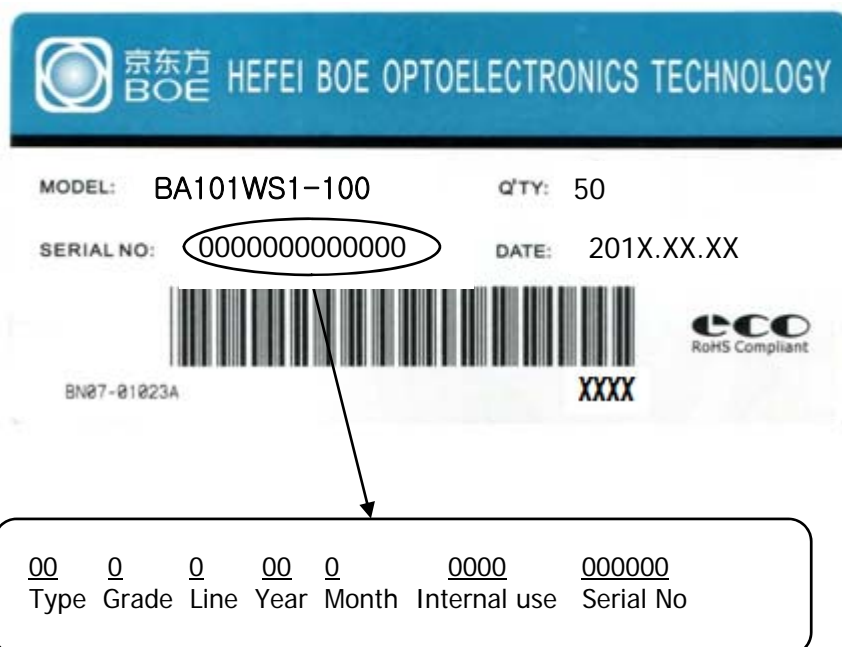 京东方
BOE HEFEI BOE OPTOELECTRONICS TECHNOLOGY
MODEL: BA101WS1-100 Q'TY: 50
SERIAL NO: 0000000000000 DATE: 201X.XX.XX
eco
RoHS Compliant
BN07-01023A XXXX
00 0 0 00 0 0000 000000
Type Grade Line Year Month Internal use Serial No